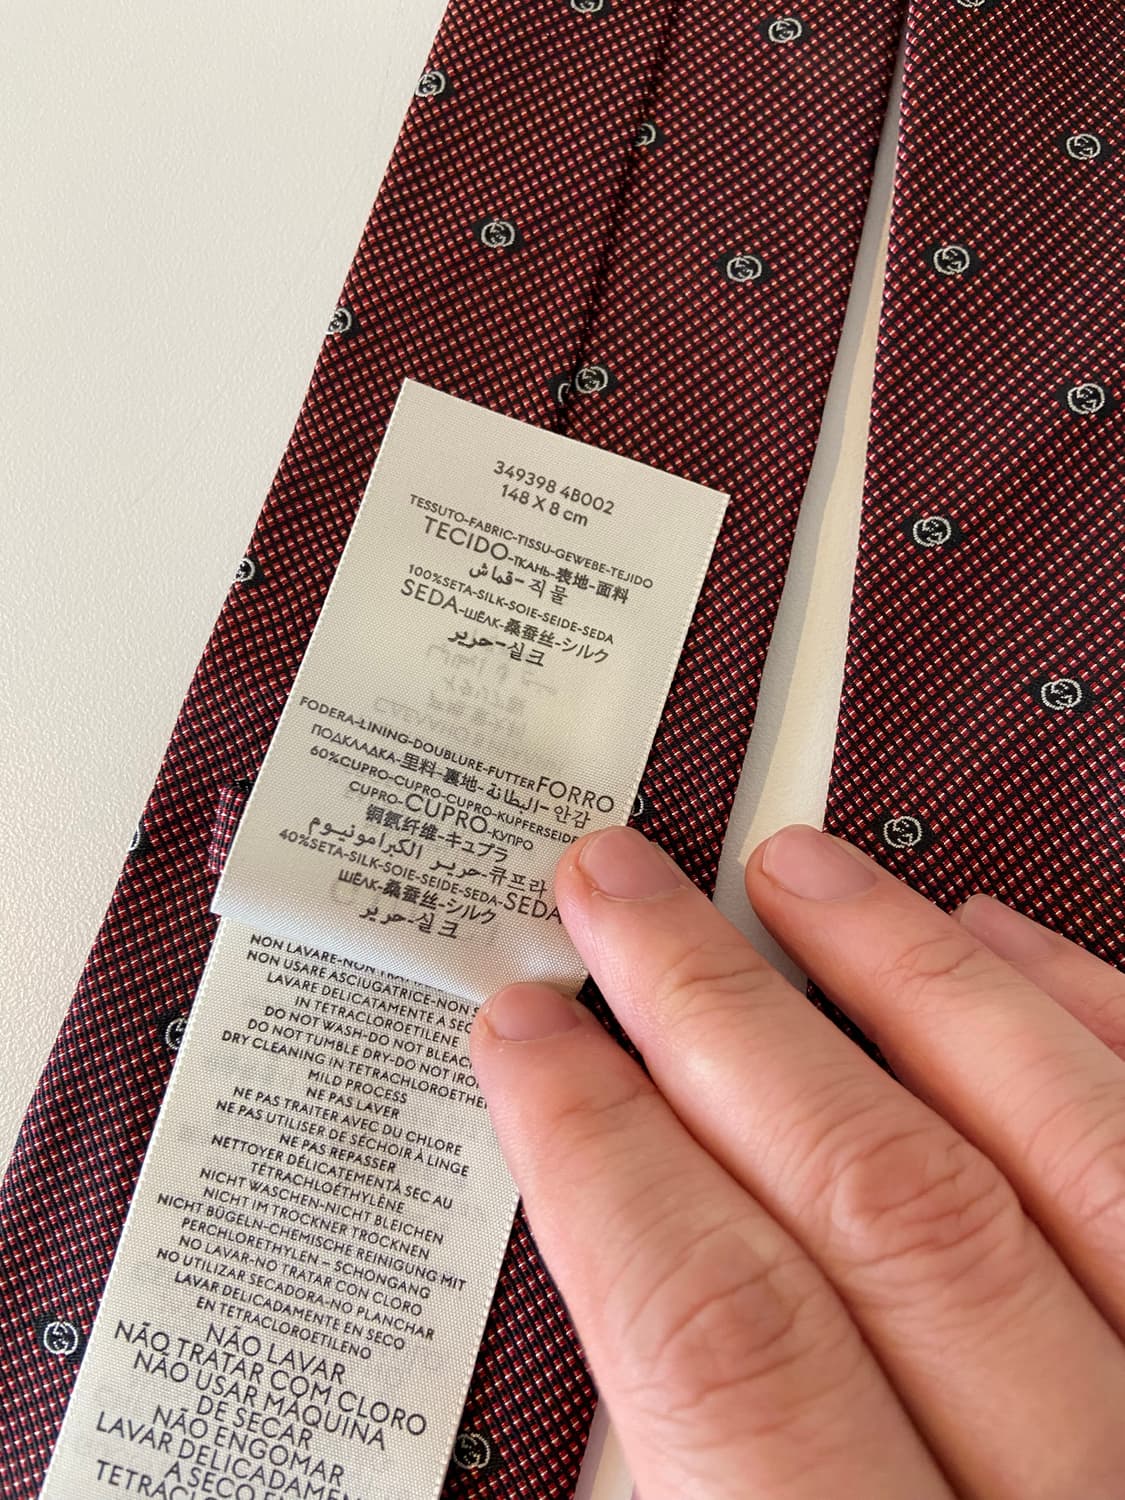 349398 4B002
148 X 8 cm
TESSUTO-FABRIC-TISSU-GEWEBE-TEJIDO
TECIDO-ТКАНЬ-表地-面料
قماش-직물
100%SETA-SILK-SOIE-SEIDE-SEDA
SEDA-ШЁЛК-桑蚕丝-シルク
حرير-실크
FODERA-LINING-DOUBLURE-FUTTERFORRO
ПОДКЛАДКА-里料-裏地-البطانة-안감
60%CUPRO-CUPRO-CUPRO-KUPFERSEIDE
CUPRO-CUPRO-КУПРО
铜氨纤维-キュプラ
حرير الكبرامونيوم-큐프라
40%SETA-SILK-SOIE-SEIDE-SEDA-SEDA
ШЁЛК-桑蚕丝-シルク
حرير-실크
NON LAVARE-NON
NON USARE ASCIUGATRICE-NON
LAVARE DELICATAMENTE A
IN TETRACLOROETILENE
DO NOT WASH-DO NOT BLEACH
DO NOT TUMBLE DRY-DO NOT
DRY CLEANING IN
MILD PROCESS
NE PAS LAVER
NE PAS TRAITER AVEC DU CHLORE
NE PAS UTILISER DE SÉCHOIR À LINGE
NE PAS REPASSER
NETTOYER DÉLICATEMENTÀ SEC AU
TÉTRACHLOÉTHYLÈNE
NICHT WASCHEN-NICHT BLEICHEN
NICHT IM TROCKNER TROCKNEN
NICHT BÜGELN-CHEMISCHE REINIGUNG MIT
PERCHLORETHYLEN – SCHONGANG
NO LAVAR-NO TRATAR CON CLORO
NO UTILIZAR SECADORA-NO PLANCHAR
LAVAR DELICADAMENTE EN SECO
EN TETRACLOROETILENO
NÃO LAVAR
NÃO TRATAR COM CLORO
NÃO USAR MÁQUINA
DE SECAR
NÃO ENGOMAR
LAVAR
A SECO